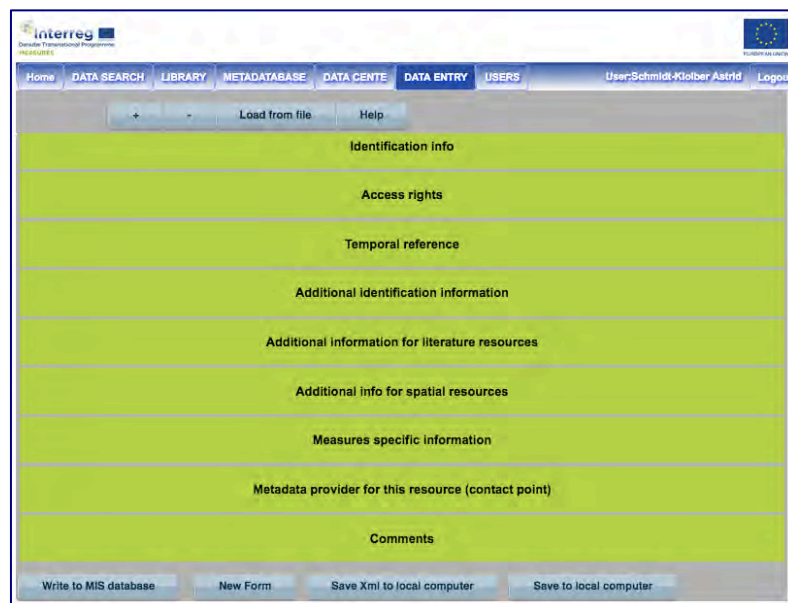 Interreg
Danube Transnational Programme
MEASURES
EUROPEAN UNION
Home DATA SEARCH LIBRARY METADATABASE DATA CENTE DATA ENTRY USERS User:Schmidt-Kloiber Astrid Logout
+ - Load from file Help
Identification info
Access rights
Temporal reference
Additional identification information
Additional information for literature resources
Additional info for spatial resources
Measures specific information
Metadata provider for this resource (contact point)
Comments
Write to MIS database New Form Save Xml to local computer Save to local computer